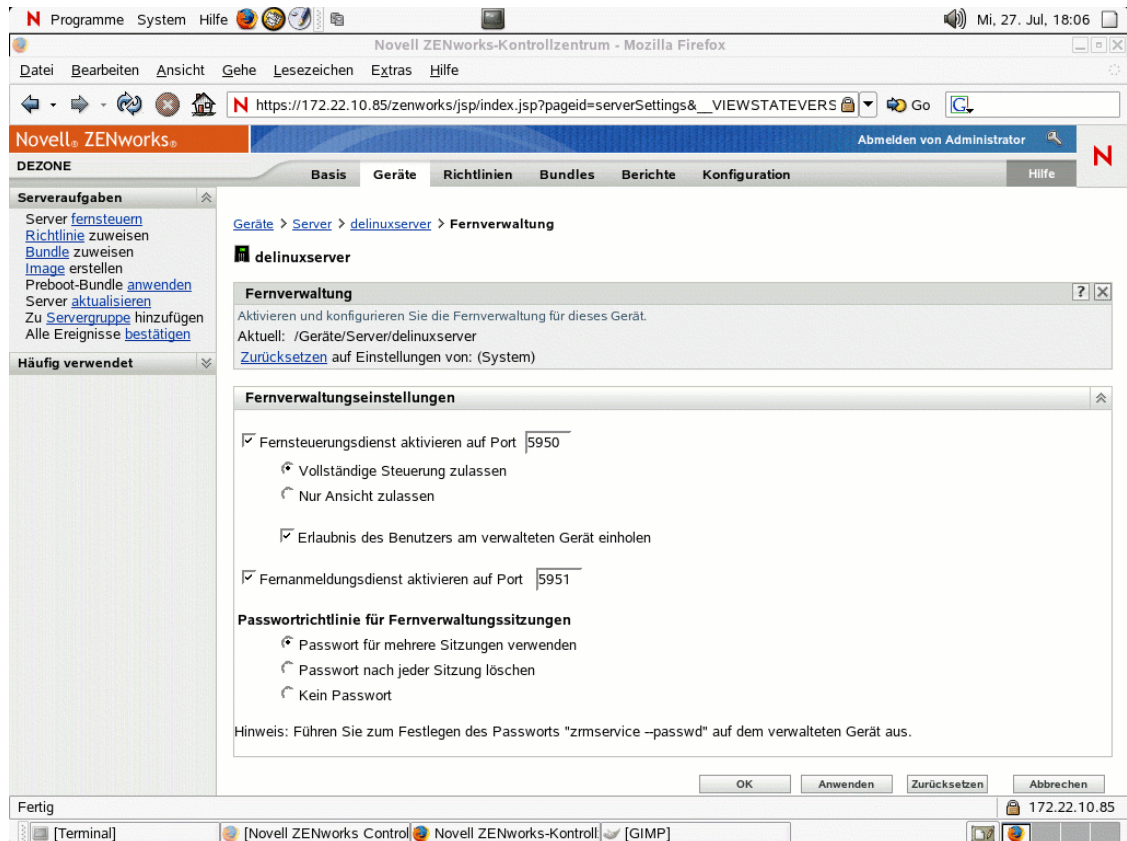 Programme System Hilfe
Mi, 27. Jul, 18:06
Novell ZENworks-Kontrollzentrum - Mozilla Firefox
Datei Bearbeiten Ansicht Gehe Lesezeichen Extras Hilfe
https://172.22.10.85/zenworks/jsp/index.jsp?pageid=serverSettings&__VIEWSTATEVERS Go
Novell® ZENworks®
Abmelden von Administrator
N
DEZONE
Basis Geräte Richtlinien Bundles Berichte Konfiguration Hilfe
Serveraufgaben
Server fernsteuern
Richtlinie zuweisen
Bundle zuweisen
Image erstellen
Preboot-Bundle anwenden
Server aktualisieren
Zu Servergruppe hinzufügen
Alle Ereignisse bestätigen
Häufig verwendet
Geräte > Server > delinuxserver > Fernverwaltung
delinuxserver
Fernverwaltung
Aktivieren und konfigurieren Sie die Fernverwaltung für dieses Gerät.
Aktuell: /Geräte/Server/delinuxserver
Zurücksetzen auf Einstellungen von: (System)
Fernverwaltungseinstellungen
Fernsteuerungsdienst aktivieren auf Port 5950
Vollständige Steuerung zulassen
Nur Ansicht zulassen
Erlaubnis des Benutzers am verwalteten Gerät einholen
Fernanmeldungsdienst aktivieren auf Port 5951
Passwortrichtlinie für Fernverwaltungssitzungen
Passwort für mehrere Sitzungen verwenden
Passwort nach jeder Sitzung löschen
Kein Passwort
Hinweis: Führen Sie zum Festlegen des Passworts "zrmservice --passwd" auf dem verwalteten Gerät aus.
OK Anwenden Zurücksetzen Abbrechen
Fertig
172.22.10.85
[Terminal] [Novell ZENworks Control Novell ZENworks-Kontroll: [GIMP]